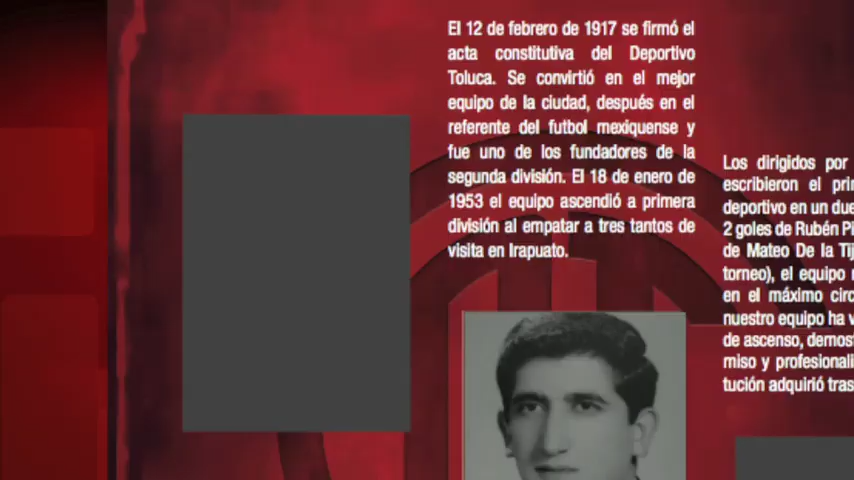 El 12 de febrero de 1917 se firmó el
acta constitutiva del Deportivo
Toluca. Se convirtió en el mejor
equipo de la ciudad, después en el
referente del futbol mexiquense y
fue uno de los fundadores de la
segunda división. El 18 de enero de
1953 el equipo ascendió a primera
división al empatar a tres tantos de
visita en Irapuato.
Los dirigidos por
escribieron el
deportivo en un
2 goles de Rubén
de Mateo De la
torneo), el equipo
en el máximo
nuestro equipo ha
de ascenso,
miso y
tución adquirió tras